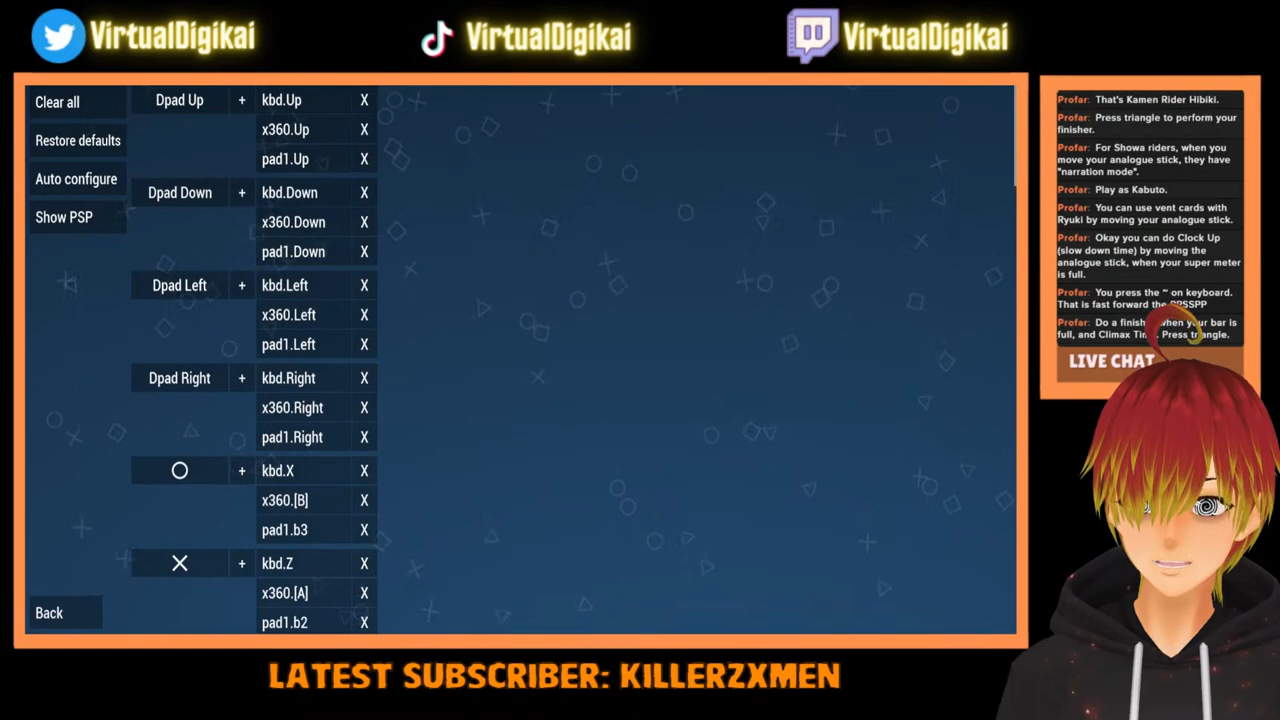 VirtualDigikai
VirtualDigikai
VirtualDigikai
Clear all
Restore defaults
Auto configure
Show PSP
Back
Dpad Up + kbd.Up X
x360.Up X
pad1.Up X
Dpad Down + kbd.Down X
x360.Down X
pad1.Down X
Dpad Left + kbd.Left X
x360.Left X
pad1.Left X
Dpad Right + kbd.Right X
x360.Right X
pad1.Right X
+ kbd.X X
x360.[B] X
pad1.b3 X
+ kbd.Z X
x360.[A] X
pad1.b2 X
Profar: That's Kamen Rider Hibiki.
Profar: Press triangle to perform your
finisher.
Profar: For Showa riders, when you
move your analogue stick, they have
"narration mode".
Profar: Play as Kabuto.
Profar: You can use vent cards with
Ryuki by moving your analogue stick.
Profar: Okay you can do Clock Up
(slow down time) by moving the
analogue stick, when your super meter
is full.
Profar: You press the ~ on keyboard.
That is fast forward the PPSSPP
Profar: Do a finish when your bar is
full, and Climax Tim Press triangle.
LIVE CHAT
LATEST SUBSCRIBER: KILLERZXMEN